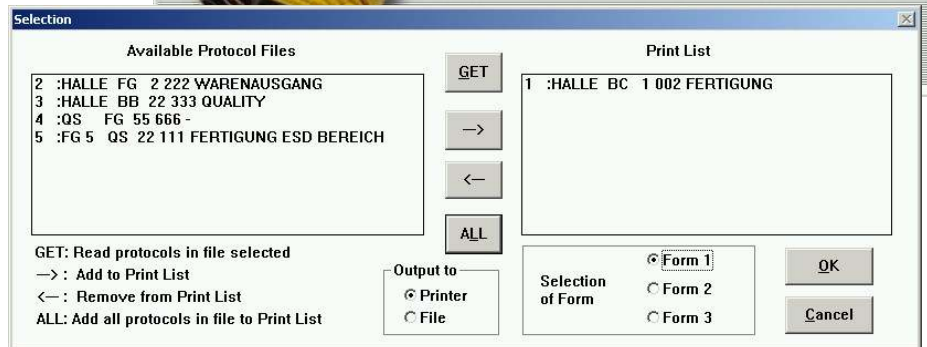 Selection
Available Protocol Files
2 :HALLE FG 2 222 WARENAUSGANG
3 :HALLE BB 22 333 QUALITY
4 :QS FG 55 666 -
5 :FG 5 QS 22 111 FERTIGUNG ESD BEREICH
GET
—>
<—
ALL
Print List
1 :HALLE BC 1 002 FERTIGUNG
GET: Read protocols in file selected
—> : Add to Print List
<— : Remove from Print List
ALL: Add all protocols in file to Print List
Output to
Printer
File
Selection
of Form
Form 1
Form 2
Form 3
OK
Cancel